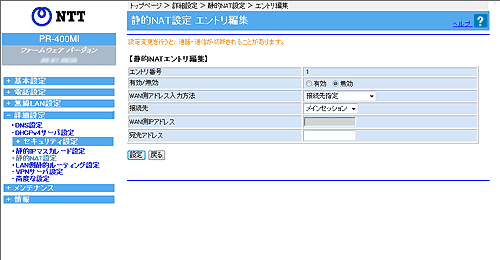 NTT
PR-400MI
ファームウェア バージョン
+ 基本設定
+ 電話設定
+ 無線LAN設定
- 詳細設定
・DNS設定
・DHCPv4サーバ設定
+ セキュリティ設定
・静的IPマスカレード設定
・静的NAT設定
・LAN側静的ルーティング設定
・VPNサーバ設定
・高度な設定
+ メンテナンス
+ 情報
トップページ > 詳細設定 > 静的NAT設定 > エントリ編集
静的NAT設定 エントリ編集
ヘルプ ?
設定変更を行うと、通話・通信が切断されることがあります。
【静的NATエントリ編集】
エントリ番号 1
有効/無効 有効 無効
WAN側アドレス入力方法 接続先指定
接続先 メインセッション
WAN側IPアドレス
宛先アドレス
設定 戻る